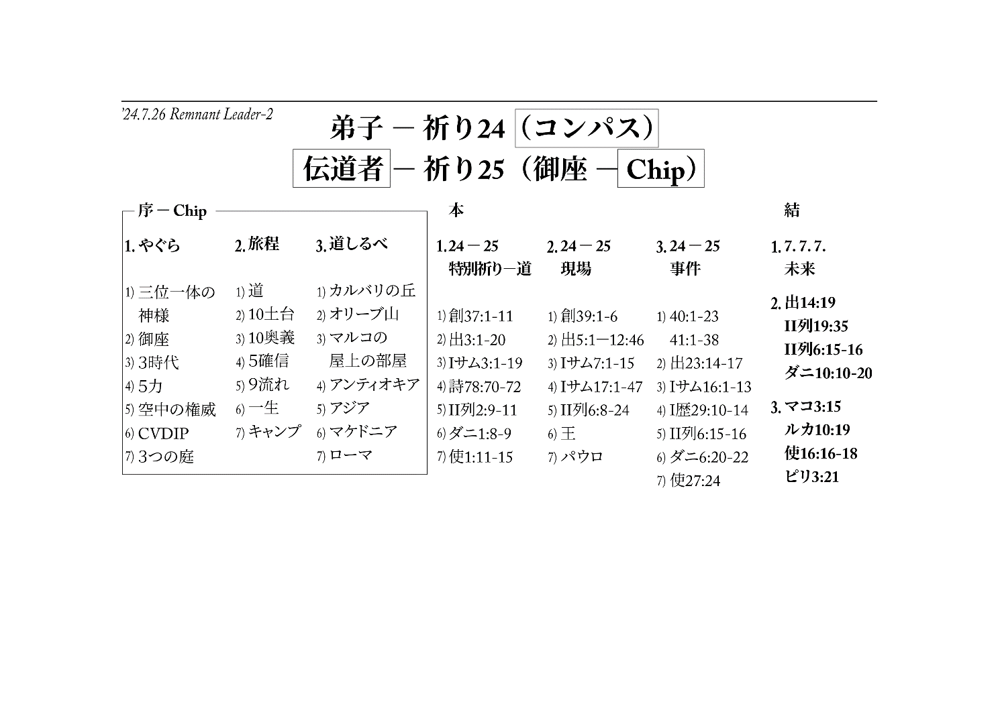 '24.7.26 Remnant Leader-2
弟子 － 祈り24（コンパス）
伝道者 － 祈り25（御座 － Chip）
序 － Chip
1. やぐら
1) 三位一体の
神様
2) 御座
3) 3時代
4) 5力
5) 空中の権威
6) CVDIP
7) 3つの庭
2. 旅程
1) 道
2) 10土台
3) 10奥義
4) 5確信
5) 9流れ
6) 一生
7) キャンプ
3. 道しるべ
1) カルバリの丘
2) オリーブ山
3) マルコの
屋上の部屋
4) アンティオキア
5) アジア
6) マケドニア
7) ローマ
本
1. 24 － 25
特別祈り－道
1) 創37:1-11
2) 出3:1-20
3) Iサム3:1-19
4) 詩78:70-72
5) II列2:9-11
6) ダニ1:8-9
7) 使1:11-15
2. 24 － 25
現場
1) 創39:1-6
2) 出5:1－12:46
3) Iサム7:1-15
4) Iサム17:1-47
5) II列6:8-24
6) 王
7) パウロ
3. 24 － 25
事件
1) 40:1-23
41:1-38
2) 出23:14-17
3) Iサム16:1-13
4) I歴29:10-14
5) II列6:15-16
6) ダニ6:20-22
7) 使27:24
結
1. 7. 7. 7.
未来
2. 出14:19
II列19:35
II列6:15-16
ダニ10:10-20
3. マコ3:15
ルカ10:19
使16:16-18
ピリ3:21